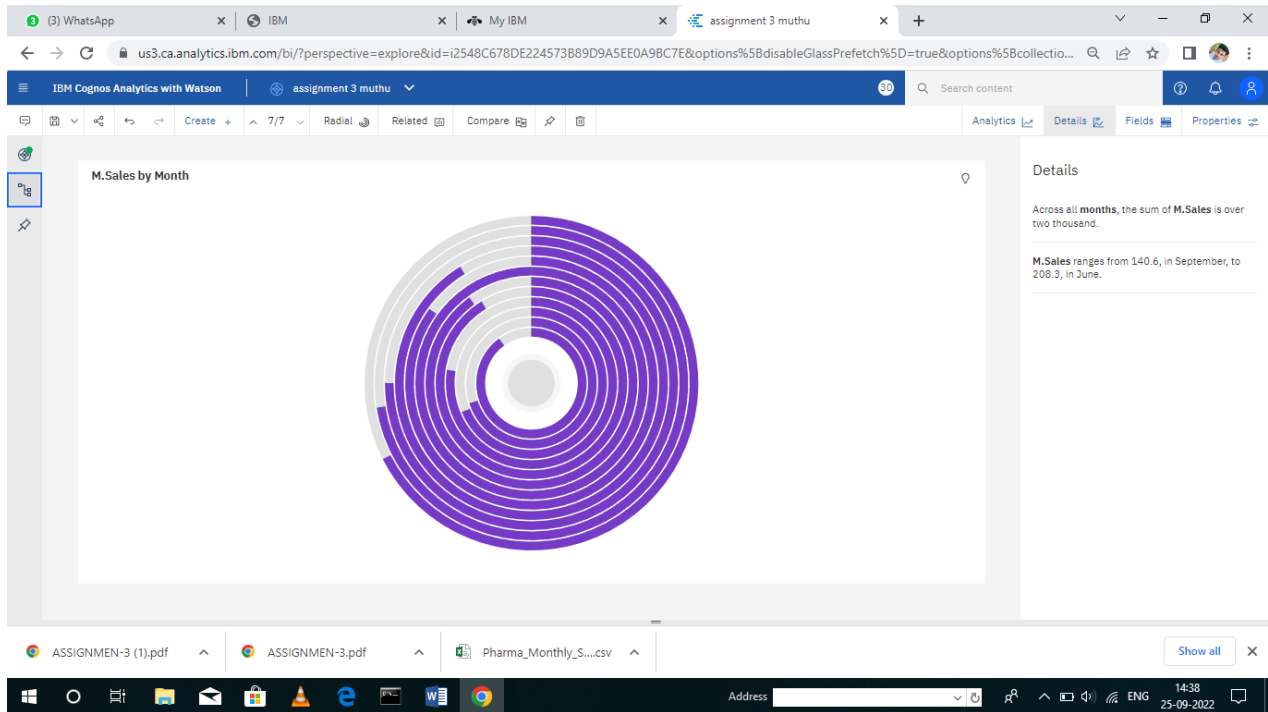 3 (3) WhatsApp
IBM
My IBM
assignment 3 muthu
us3.ca.analytics.ibm.com/bi/?perspective=explore&id=i2548C678DE224573B89D9A5EE0A9BC7E&options%5BdisableGlassPrefetch%5D=true&options%5Bcollectio...
IBM Cognos Analytics with Watson
assignment 3 muthu
30
Search content
Create +
7/7
Radial
Related
Compare
Analytics
Details
Fields
Properties
M.Sales by Month
Details
Across all months, the sum of M.Sales is over
two thousand.
M.Sales ranges from 140.6, in September, to
208.3, in June.
ASSIGNMEN-3 (1).pdf
ASSIGNMEN-3.pdf
Pharma_Monthly_S....csv
Show all
Address
ENG
14:38
25-09-2022